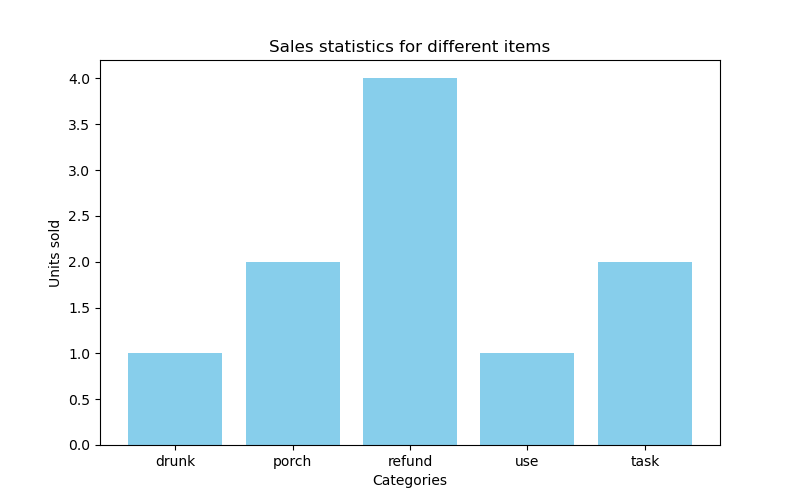 Sales statistics for different items
4.0
3.5
3.0
2.5
2.0
1.5
1.0
0.5
0.0
Units sold
drunk porch refund use task
Categories